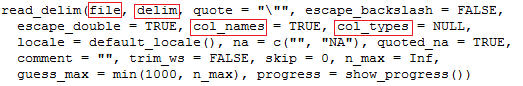 read_delim(file, delim, quote = "\"", escape_backslash = FALSE,
escape_double = TRUE, col_names = TRUE, col_types = NULL,
locale = default_locale(), na = c("", "NA"), quoted_na = TRUE,
comment = "", trim_ws = FALSE, skip = 0, n_max = Inf,
guess_max = min(1000, n_max), progress = show_progress())